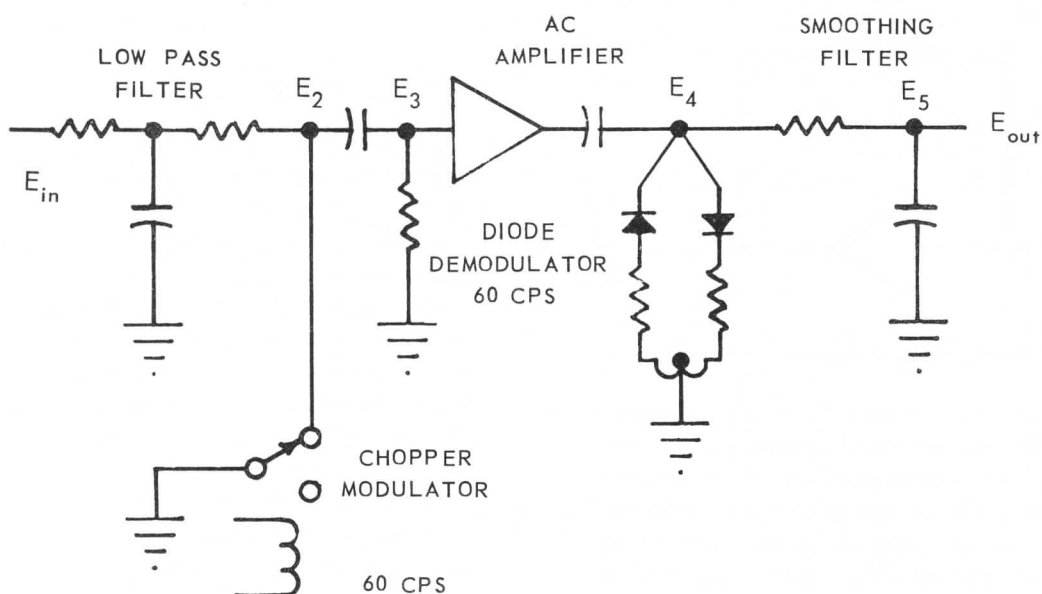 LOW PASS
FILTER
AC
AMPLIFIER
SMOOTHING
FILTER
E2
E3
E4
E5
Ein
Eout
DIODE
DEMODULATOR
60 CPS
CHOPPER
MODULATOR
60 CPS